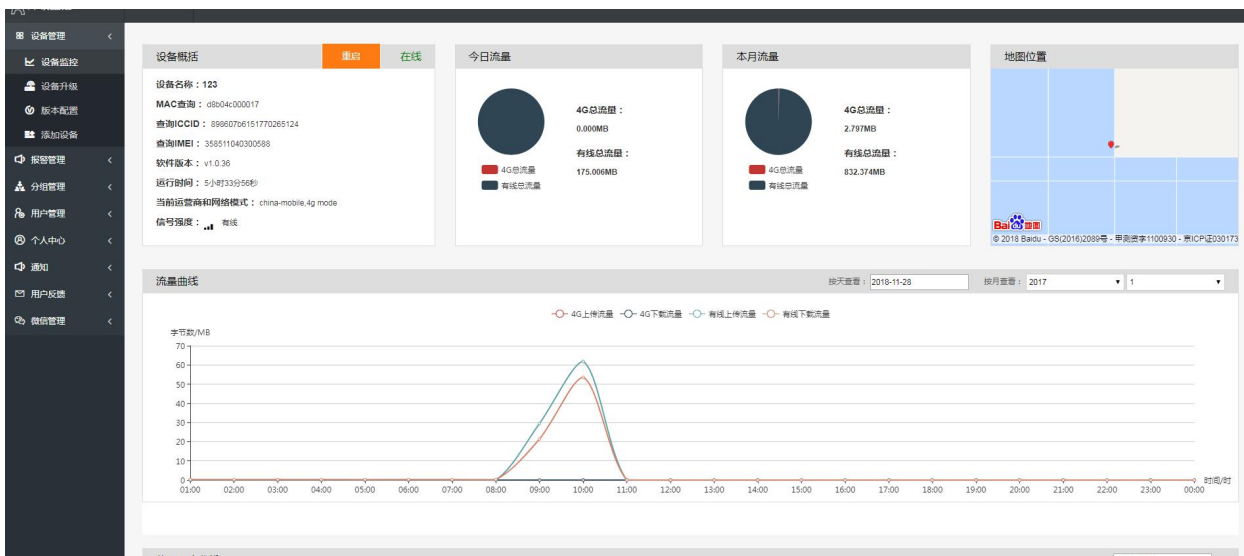 设备管理
设备监控
设备升级
版本配置
添加设备
报警管理
分组管理
用户管理
个人中心
通知
用户反馈
微信管理
设备概括 重启 在线
设备名称：123
MAC查询： d8b04c000017
查询ICCID： 898607b6151770265124
查询IMEI： 358511040300588
软件版本： v1.0.36
运行时间： 5小时33分56秒
当前运营商和网络模式： china-mobile,4g mode
信号强度： 有线
今日流量
4G总流量：
0.000MB
有线总流量：
175.006MB
4G总流量
有线总流量
本月流量
4G总流量：
2.797MB
有线总流量：
832.374MB
4G总流量
有线总流量
地图位置
Bai 地图
© 2018 Baidu - GS(2016)2089号 - 甲测资字1100930 - 京ICP证030173
流量曲线 按天查看： 2018-11-28 按月查看： 2017 1
4G上传流量 4G下载流量 有线上传流量 有线下载流量
字节数/MB
70
60
50
40
30
20
10
0
01:00 02:00 03:00 04:00 05:00 06:00 07:00 08:00 09:00 10:00 11:00 12:00 13:00 14:00 15:00 16:00 17:00 18:00 19:00 20:00 21:00 22:00 23:00 00:00
时间/时